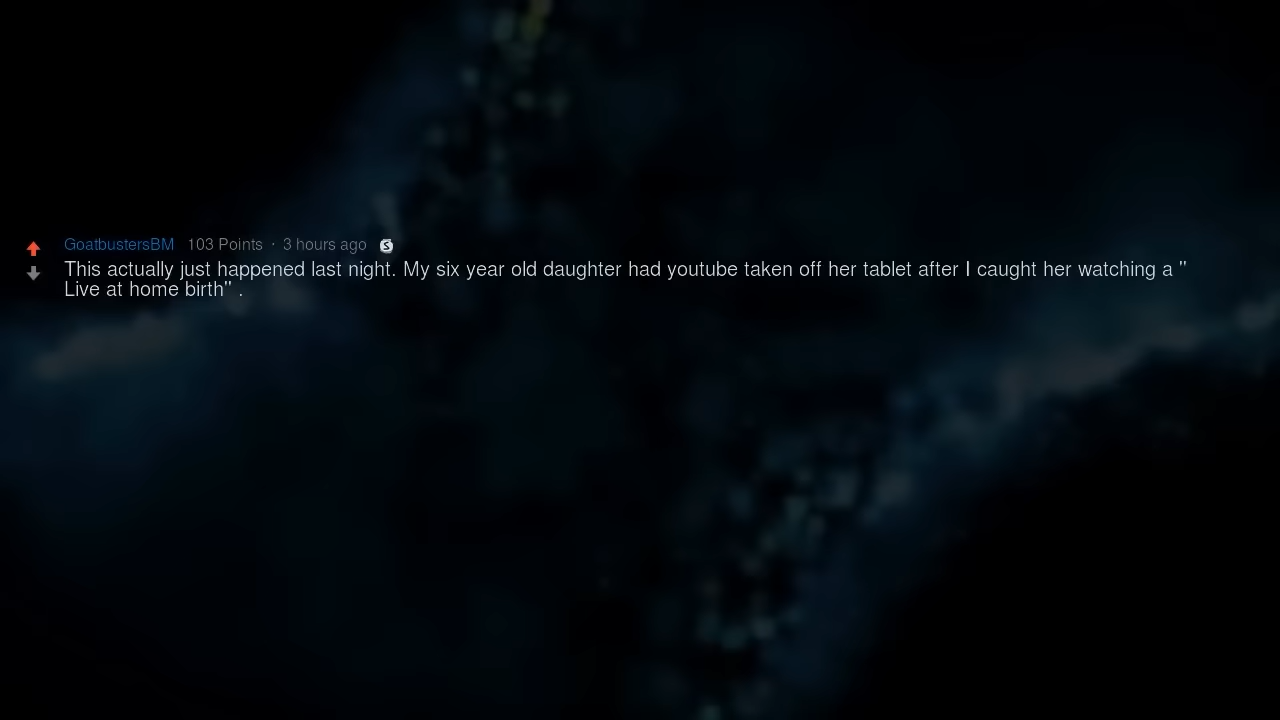 GoatbustersBM 103 Points · 3 hours ago
This actually just happened last night. My six year old daughter had youtube taken off her tablet after I caught her watching a "
Live at home birth" .